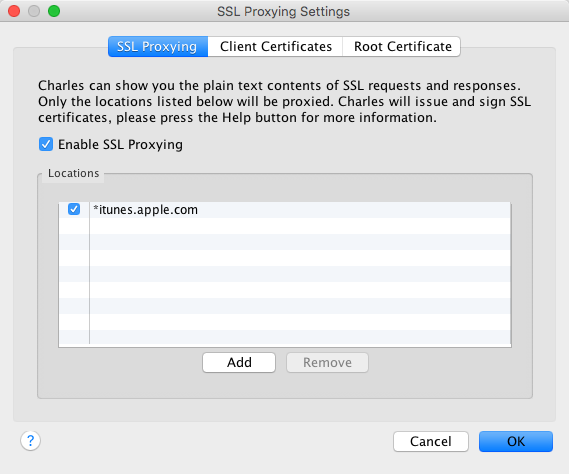 SSL Proxying Settings
SSL Proxying Client Certificates Root Certificate
Charles can show you the plain text contents of SSL requests and responses.
Only the locations listed below will be proxied. Charles will issue and sign SSL
certificates, please press the Help button for more information.
Enable SSL Proxying
Locations
*itunes.apple.com
Add Remove
? Cancel OK